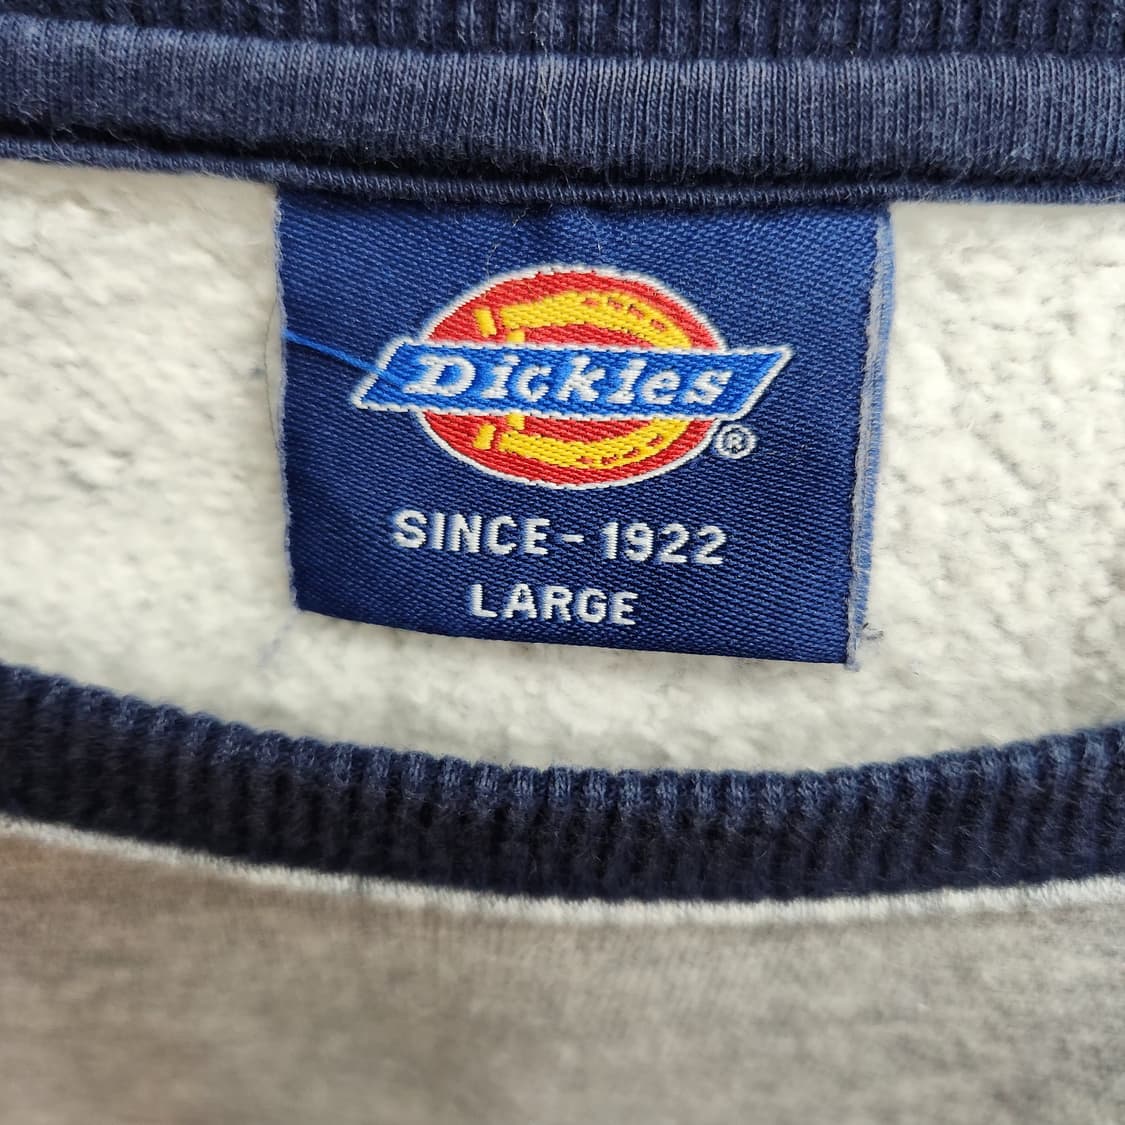 Dickies
®
SINCE - 1922
LARGE